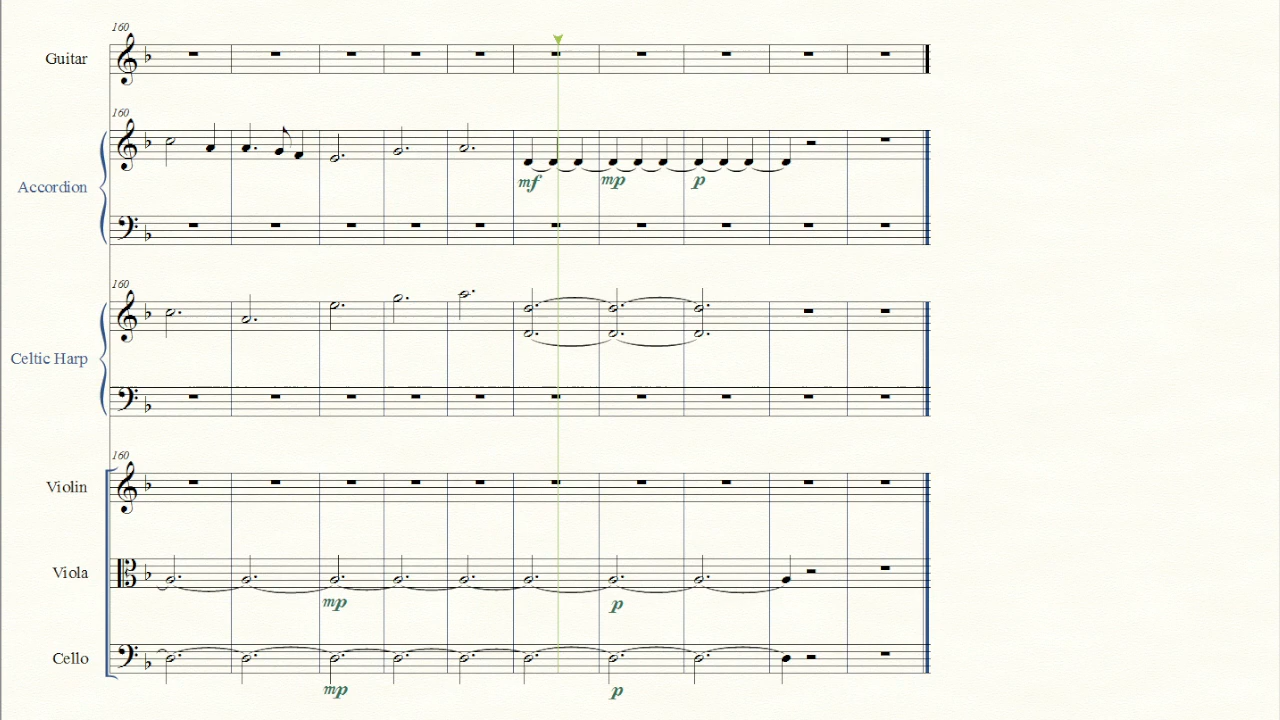 160
Guitar
160
Accordion
mf mp p
160
Celtic Harp
160
Violin
Viola
mp p
Cello
mp p